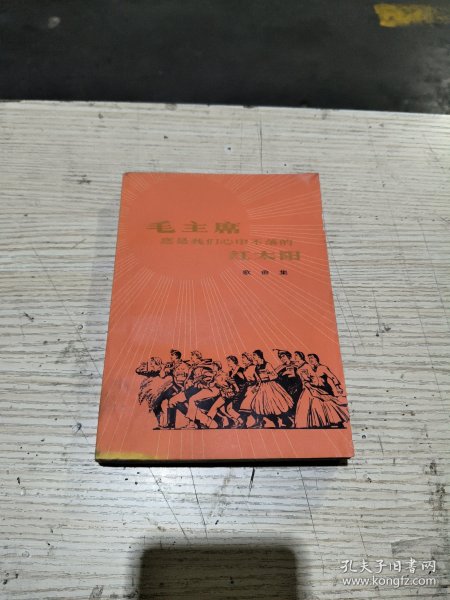 毛主席
您是我们心中不落的
红太阳
歌曲集
孔夫子旧书网
www.kongfz.com